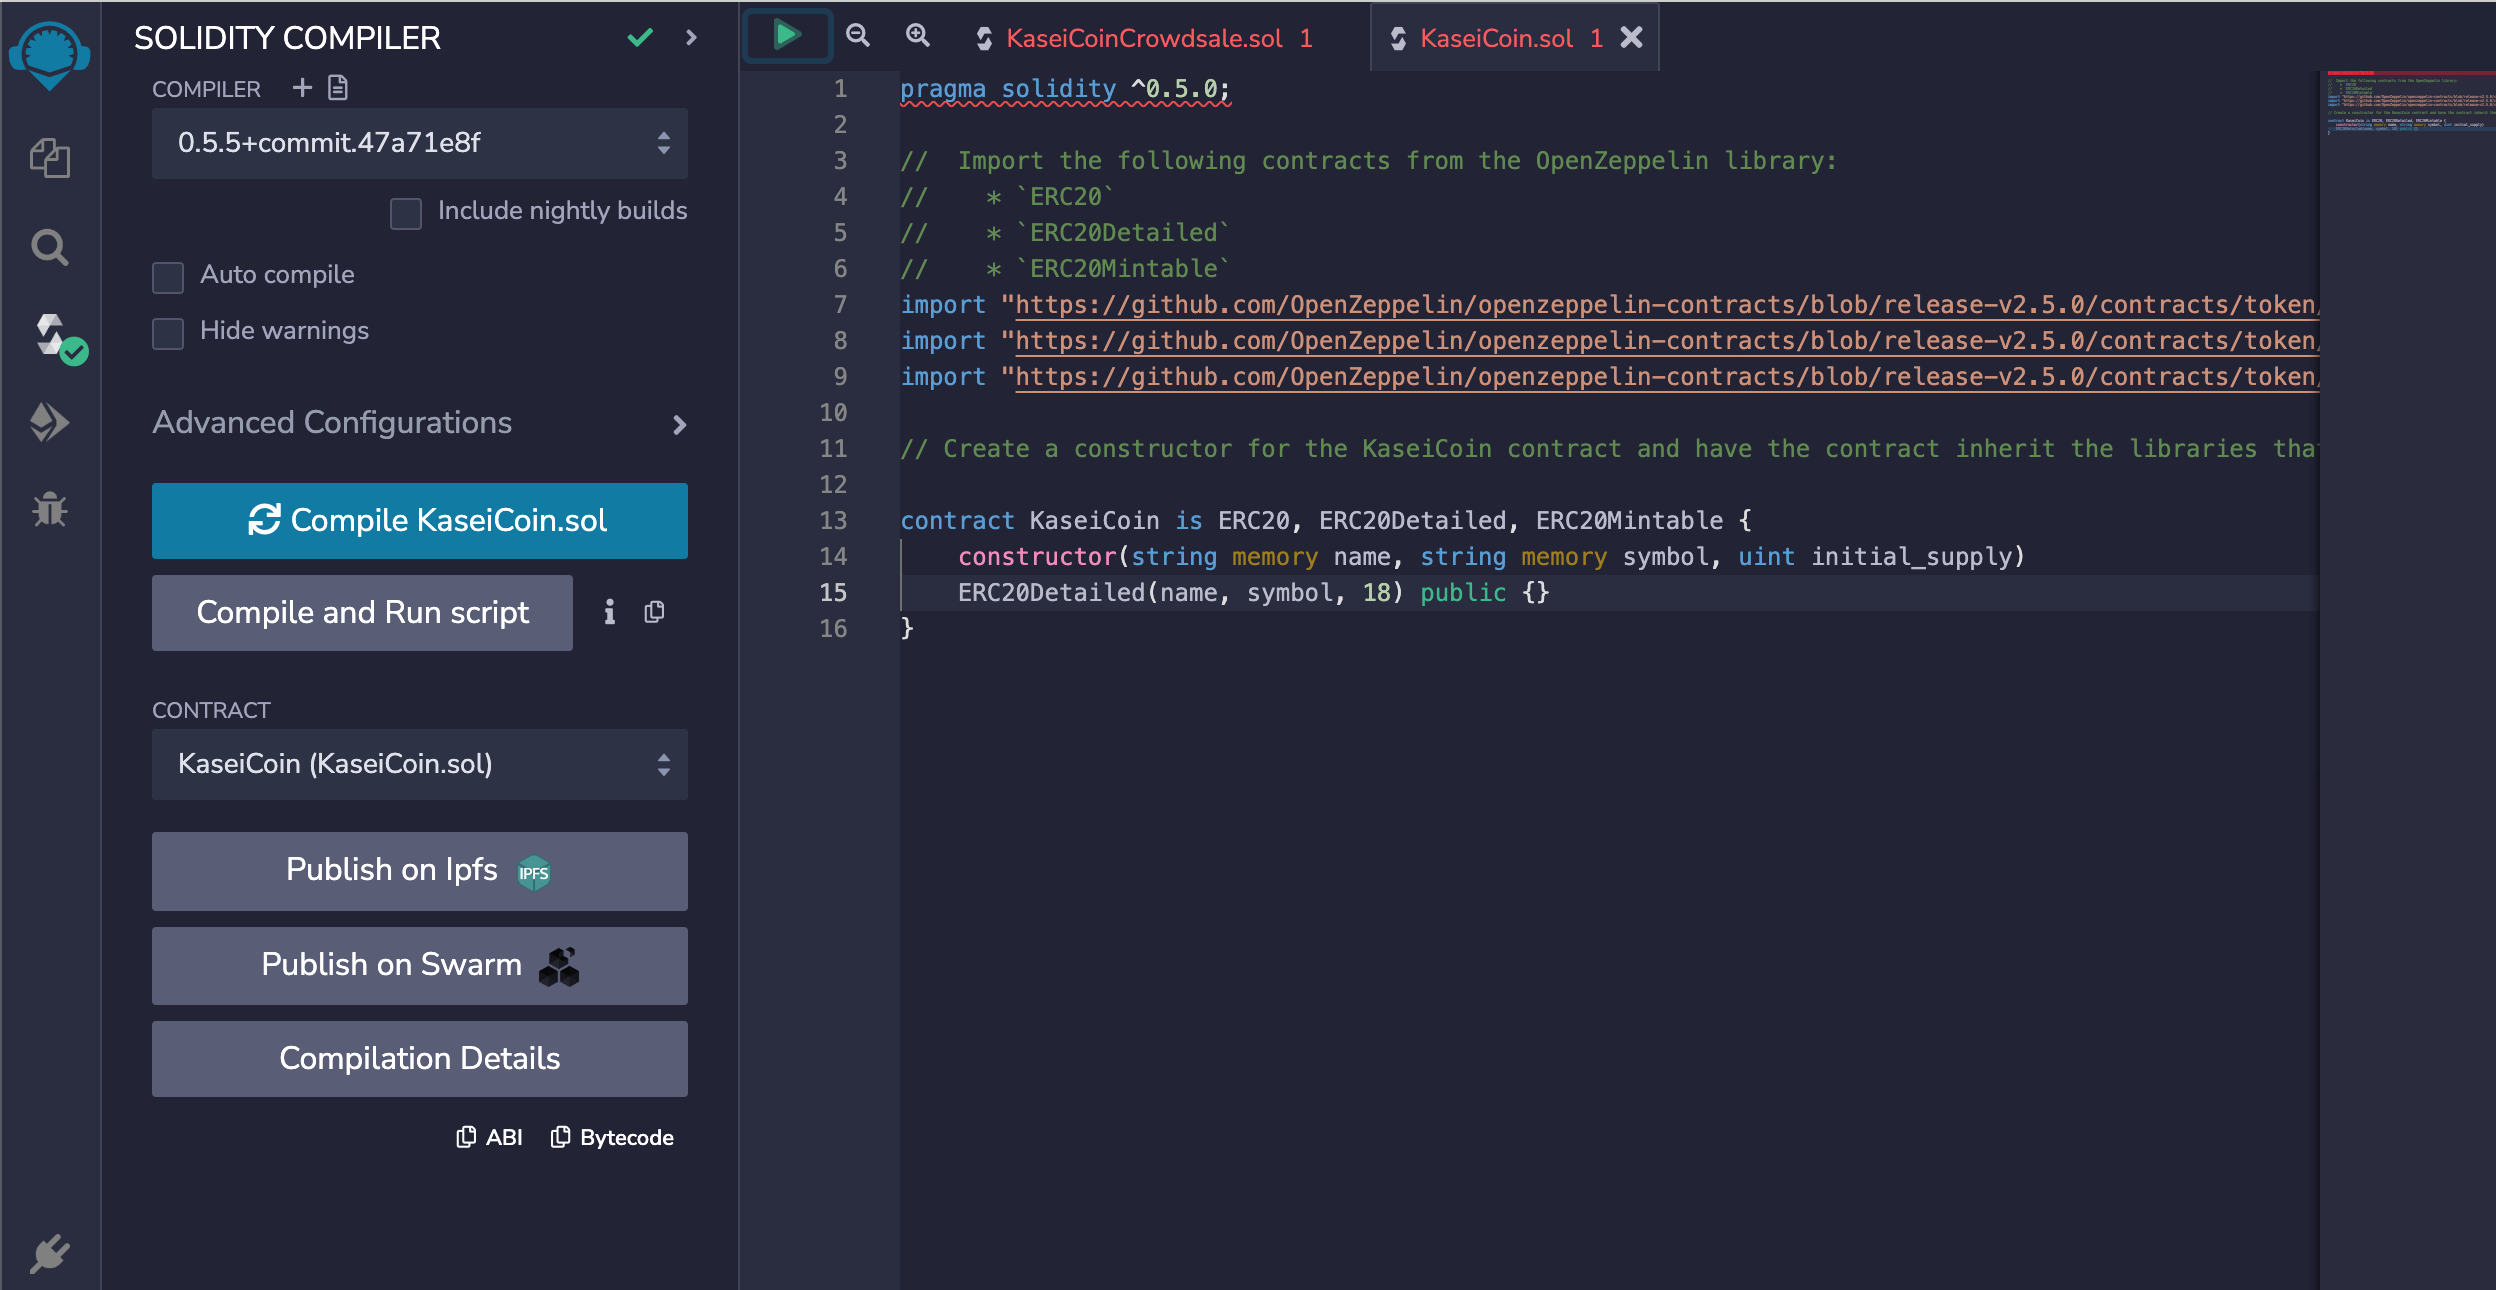 SOLIDITY COMPILER
COMPILER
0.5.5+commit.47a71e8f
Include nightly builds
Auto compile
Hide warnings
Advanced Configurations
Compile KaseiCoin.sol
Compile and Run script
CONTRACT
KaseiCoin (KaseiCoin.sol)
Publish on Ipfs IPFS
Publish on Swarm
Compilation Details
ABI Bytecode
KaseiCoinCrowdsale.sol 1 KaseiCoin.sol 1
1 pragma solidity ^0.5.0;
2
3 //  Import the following contracts from the OpenZeppelin library:
4 //    * `ERC20`
5 //    * `ERC20Detailed`
6 //    * `ERC20Mintable`
7 import "https://github.com/OpenZeppelin/openzeppelin-contracts/blob/release-v2.5.0/contracts/token/
8 import "https://github.com/OpenZeppelin/openzeppelin-contracts/blob/release-v2.5.0/contracts/token/
9 import "https://github.com/OpenZeppelin/openzeppelin-contracts/blob/release-v2.5.0/contracts/token/
10
11 // Create a constructor for the KaseiCoin contract and have the contract inherit the libraries tha
12
13 contract KaseiCoin is ERC20, ERC20Detailed, ERC20Mintable {
14     constructor(string memory name, string memory symbol, uint initial_supply)
15     ERC20Detailed(name, symbol, 18) public {}
16 }